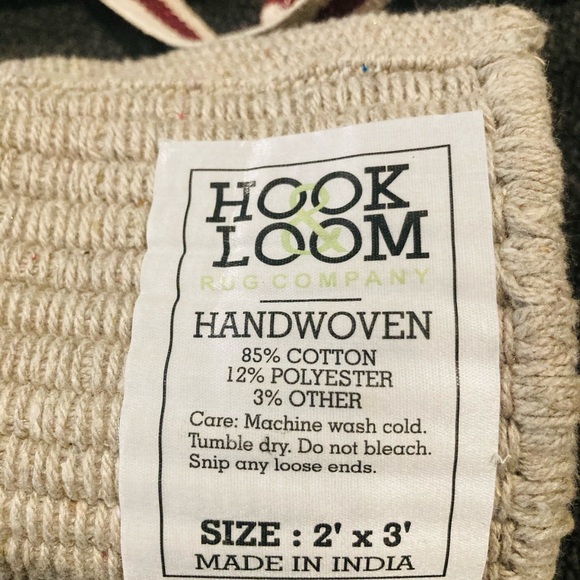 HOOK
&
LOOM
RUG COMPANY
HANDWOVEN
85% COTTON
12% POLYESTER
3% OTHER
Care: Machine wash cold.
Tumble dry. Do not bleach.
Snip any loose ends.
SIZE : 2' x 3'
MADE IN INDIA